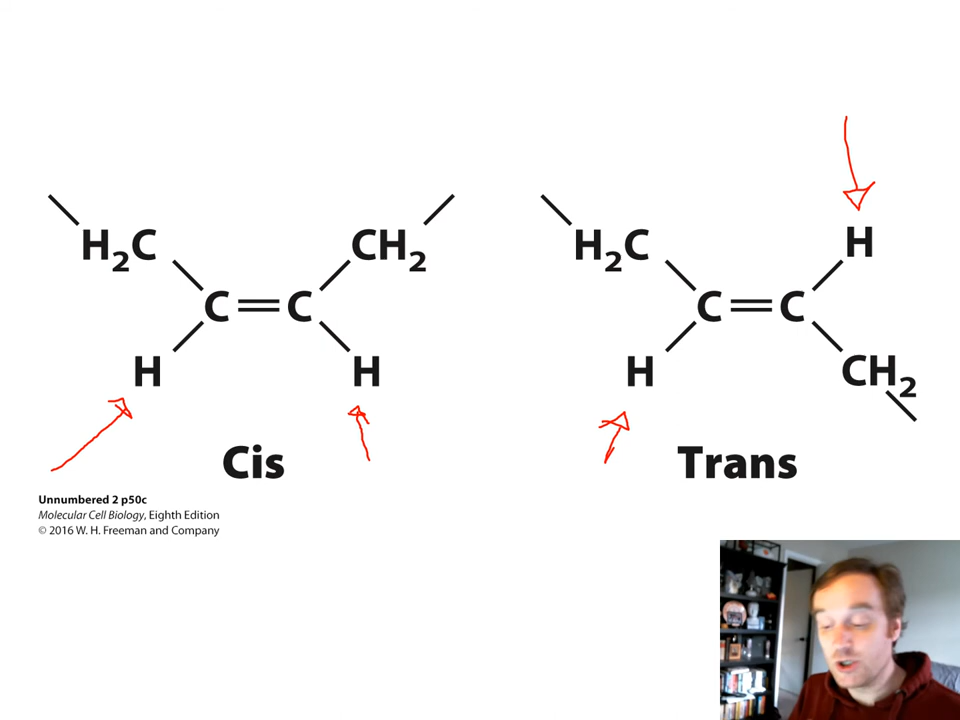 H₂C CH₂ H₂C H
C=C C=C
H H H CH₂
Cis Trans
Unnumbered 2 p50c
Molecular Cell Biology, Eighth Edition
© 2016 W. H. Freeman and Company